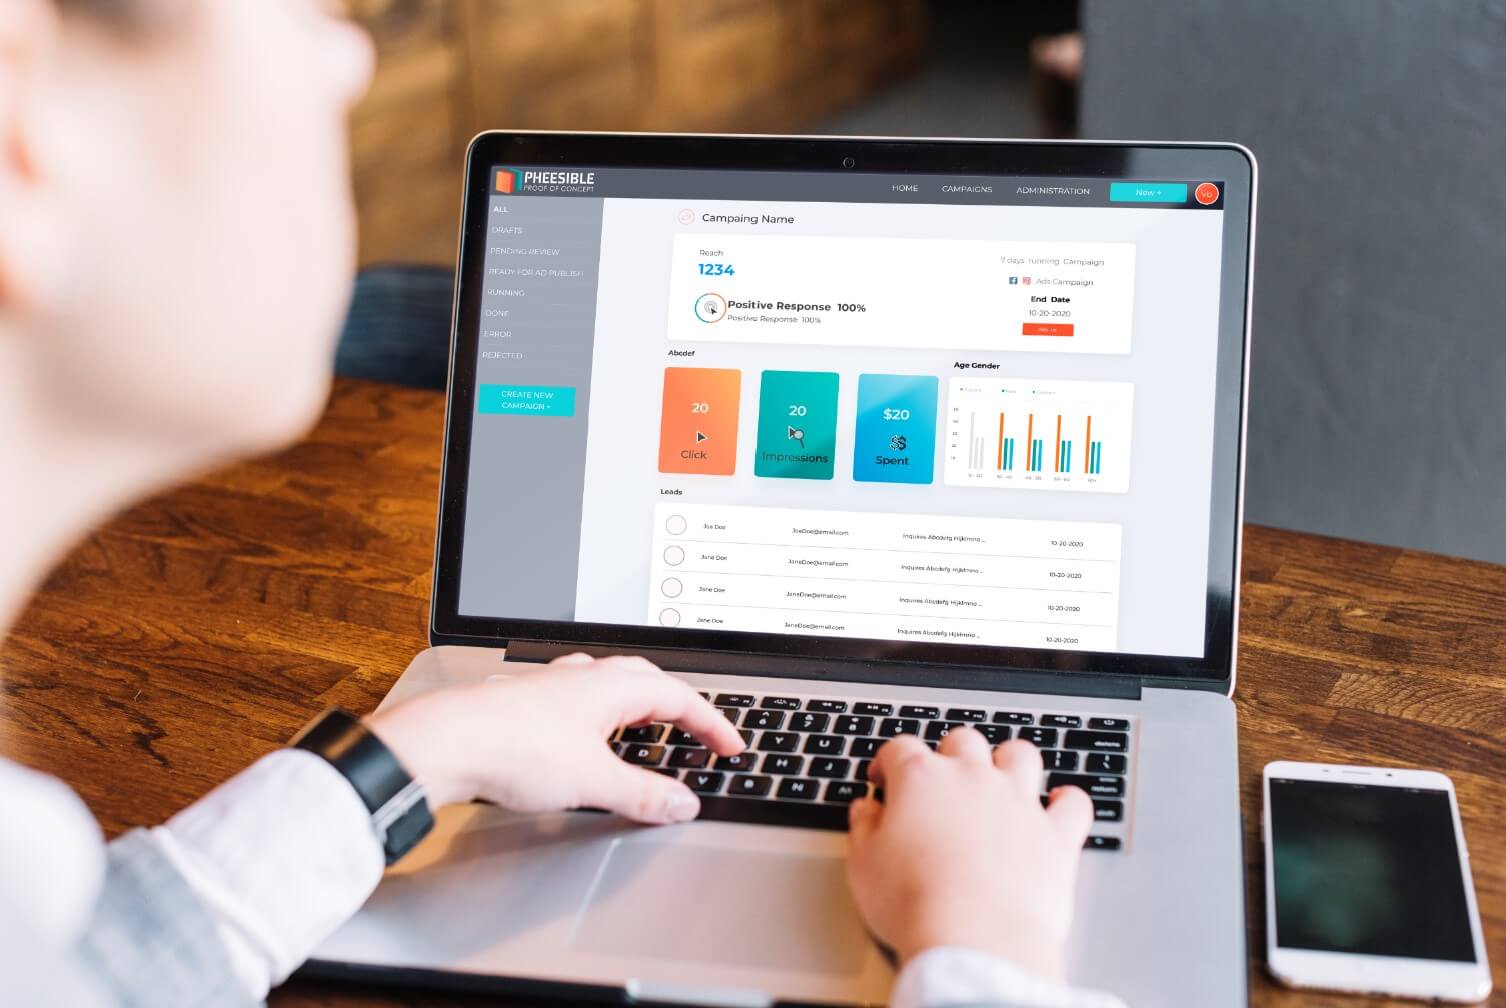 PHEESIBLE
PROOF OF CONCEPT
HOME
CAMPAIGNS
ADMINISTRATION
New +
vb
ALL
DRAFTS
PENDING REVIEW
READY FOR AD PUBLISH
RUNNING
DONE
ERROR
REJECTED
CREATE NEW
CAMPAIGN +
Campaing Name
Reach
1234
Positive Response 100%
Positive Response 100%
7 days running Campaign
Ads Campaign
End Date
10-20-2020
Abcdef
20
Click
20
Impressions
$20
Spent
Age Gender
Leads
Joe Doe JoeDoe@email.com Inquires Abcdefg Hijklmno ... 10-20-2020
Jane Doe JaneDoe@email.com Inquires Abcdefg Hijklmno ... 10-20-2020
Jane Doe JaneDoe@email.com Inquires Abcdefg Hijklmno ... 10-20-2020
Jane Doe JaneDoe@email.com Inquires Abcdefg Hijklmno ... 10-20-2020